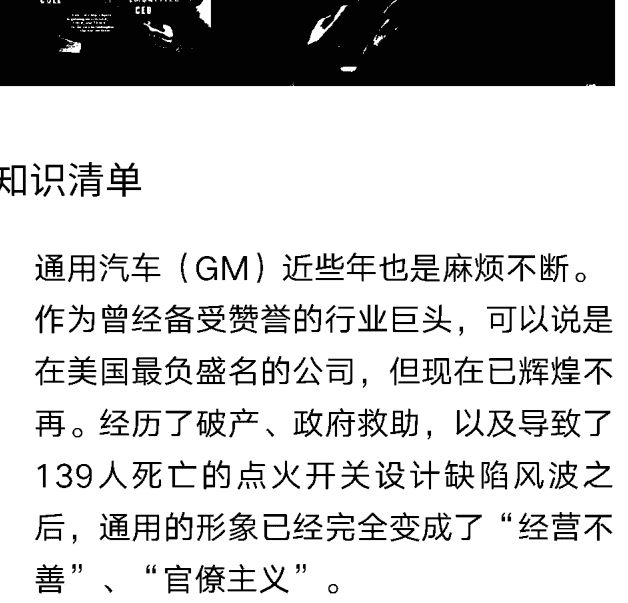 CEO
知识清单
通用汽车（GM）近些年也是麻烦不断。
作为曾经备受赞誉的行业巨头，可以说是
在美国最负盛名的公司，但现在已辉煌不
再。经历了破产、政府救助，以及导致了
139人死亡的点火开关设计缺陷风波之
后，通用的形象已经完全变成了“经营不
善”、“官僚主义”。